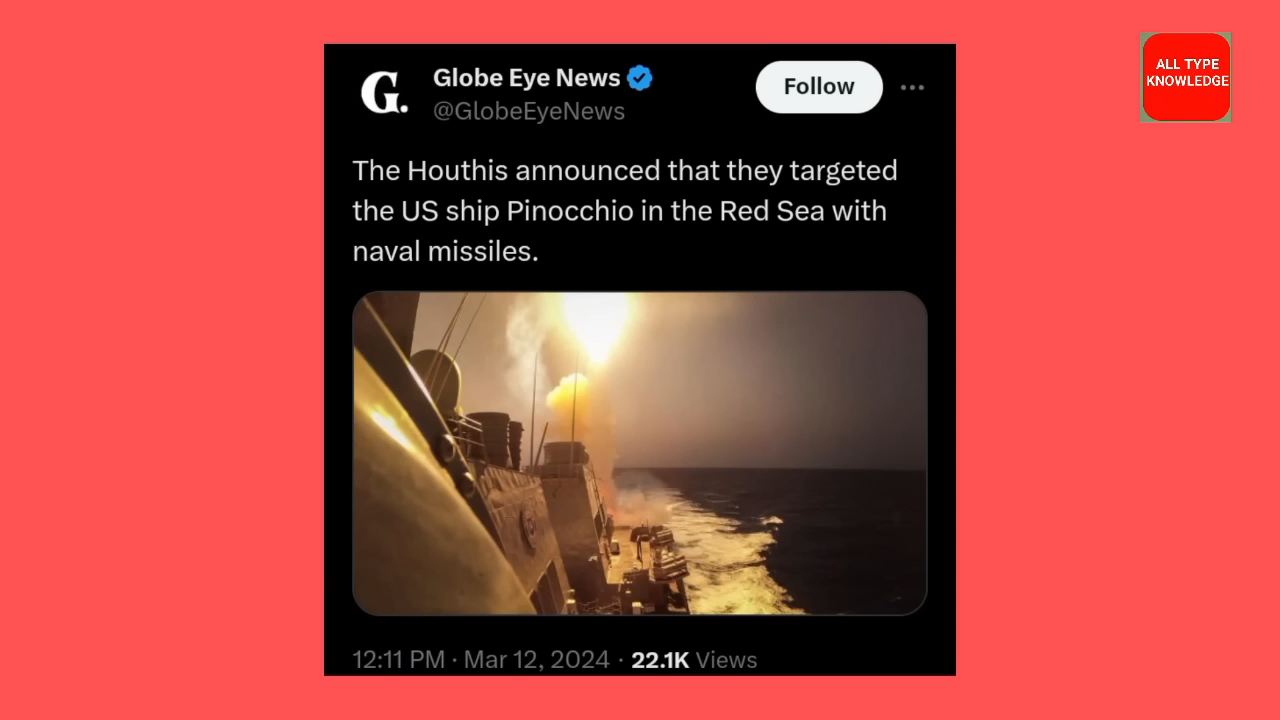 G.
Globe Eye News
@GlobeEyeNews
Follow
ALL TYPE
KNOWLEDGE
The Houthis announced that they targeted
the US ship Pinocchio in the Red Sea with
naval missiles.
12:11 PM · Mar 12, 2024 · 22.1K Views